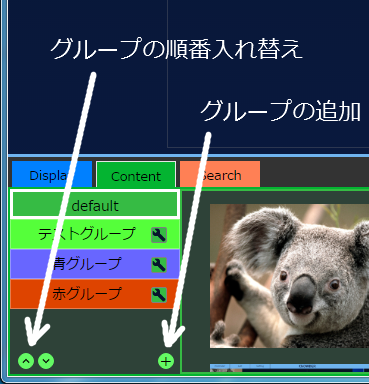 グループの順番入れ替え
グループの追加
Display Content Search
default
テストグループ
青グループ
赤グループ